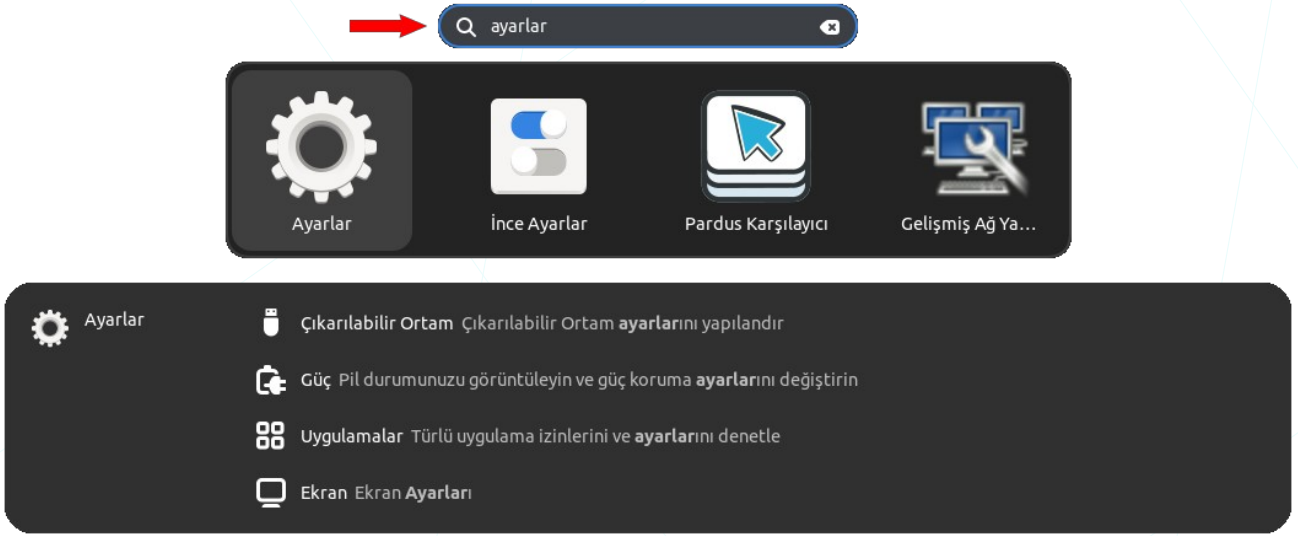 ayarlar
Ayarlar
İnce Ayarlar
Pardus Karşılayıcı
Gelişmiş Ağ Ya...
Ayarlar
Çıkarılabilir Ortam Çıkarılabilir Ortam ayarlarını yapılandır
Güç Pil durumunuzu görüntüleyin ve güç koruma ayarlarını değiştirin
Uygulamalar Türlü uygulama izinlerini ve ayarlarını denetle
Ekran Ekran Ayarları